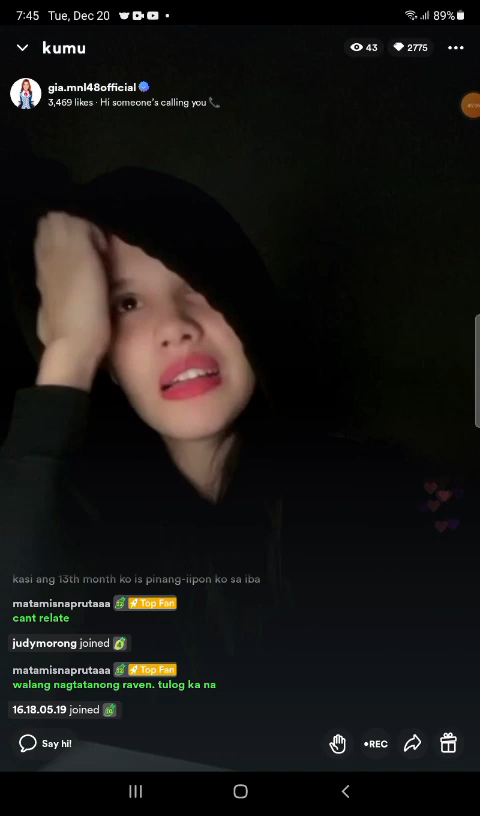 7:45 Tue, Dec 20 89%
kumu 43 2775
gia.mnl48official
3,469 likes · Hi someone's calling you 📞
kasi ang 13th month ko is pinang-iipon ko sa iba
matamisnaprutaaa Top Fan
cant relate
judymorong joined
matamisnaprutaaa Top Fan
walang nagtatanong raven. tulog ka na
16.18.05.19 joined
Say hi! •REC